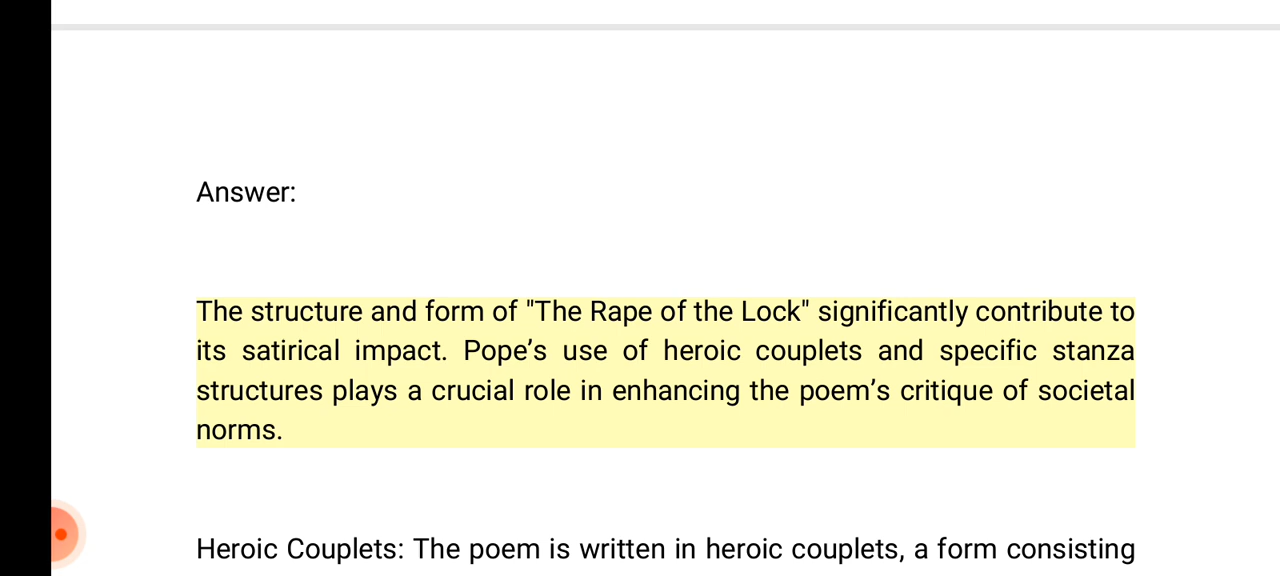 Answer:
The structure and form of "The Rape of the Lock" significantly contribute to
its satirical impact. Pope’s use of heroic couplets and specific stanza
structures plays a crucial role in enhancing the poem’s critique of societal
norms.
Heroic Couplets: The poem is written in heroic couplets, a form consisting